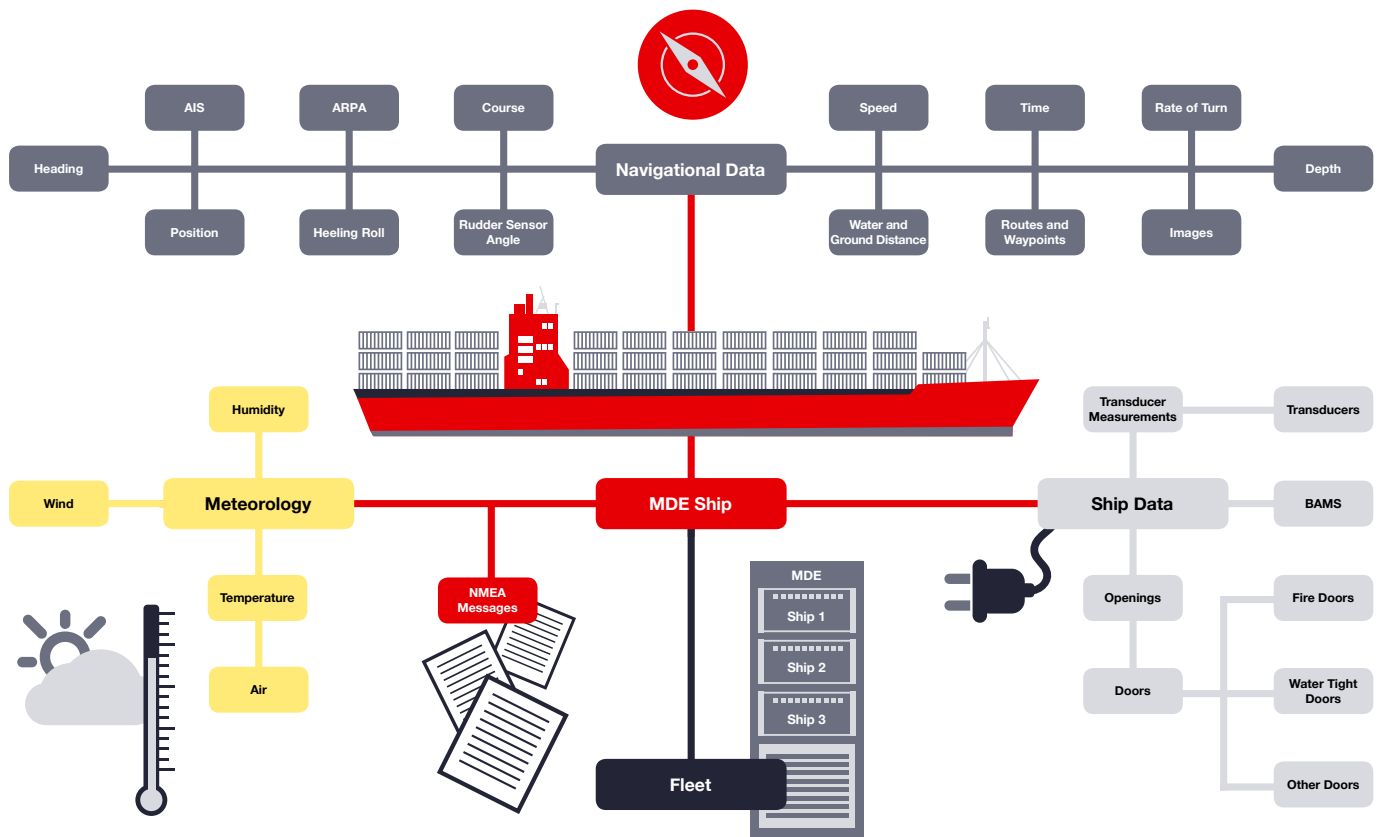 AIS
ARPA
Course
Speed
Time
Rate of Turn
Heading
Navigational Data
Depth
Position
Heeling Roll
Rudder Sensor
Angle
Water and
Ground Distance
Routes and
Waypoints
Images
Humidity
Transducer
Measurements
Transducers
Wind
Meteorology
MDE Ship
Ship Data
BAMS
NMEA
Messages
MDE
Ship 1
Ship 2
Ship 3
Temperature
Openings
Fire Doors
Air
Doors
Water Tight
Doors
Fleet
Other Doors